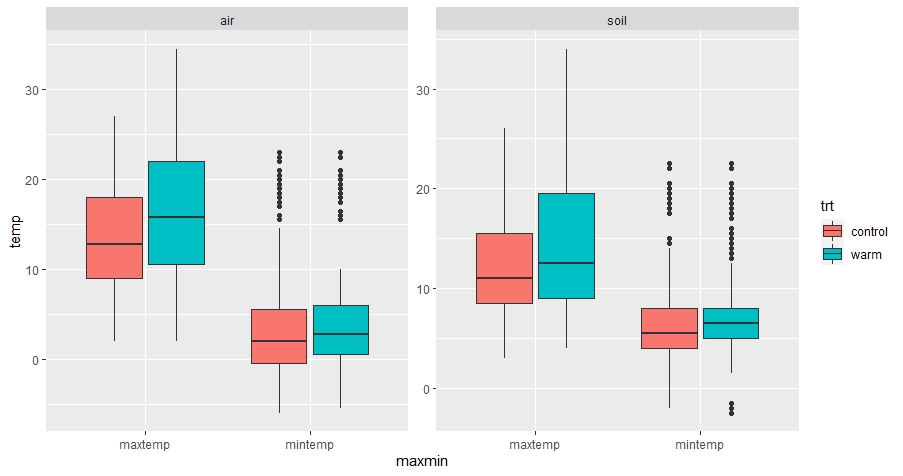 air
soil
temp
30
20
10
0
30
20
10
0
maxtemp
mintemp
maxtemp
mintemp
maxmin
trt
control
warm